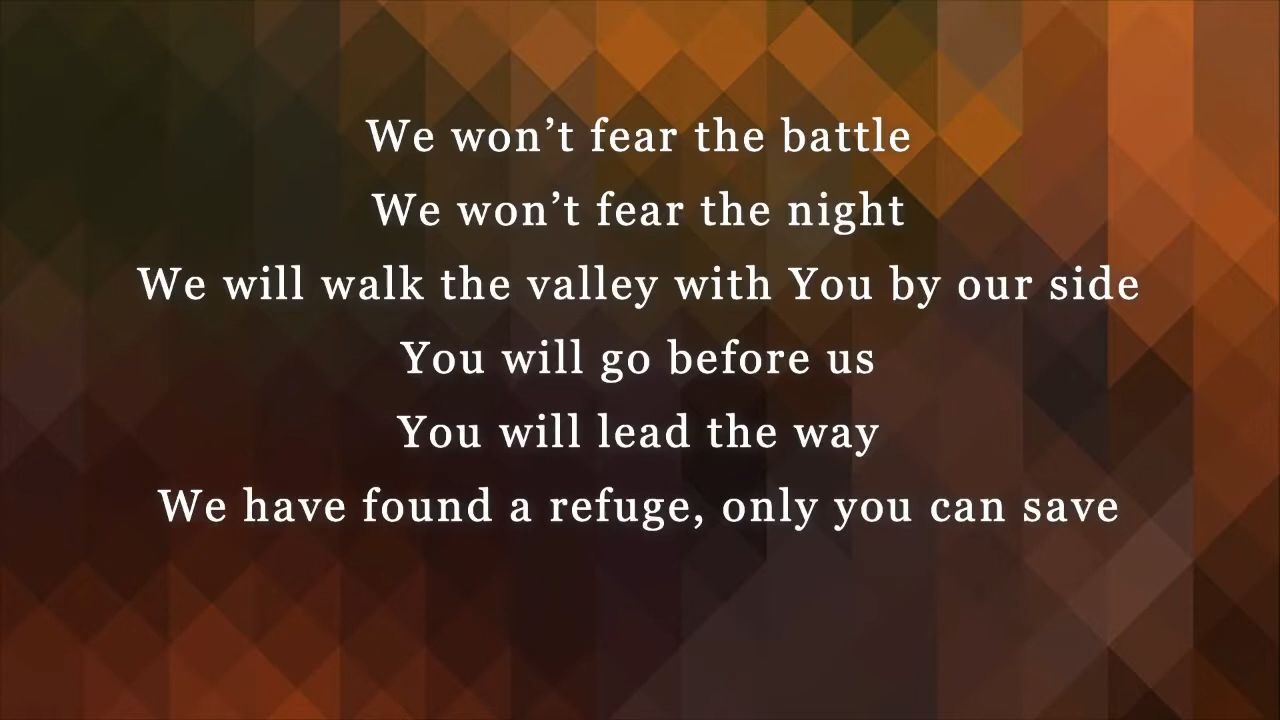 We won’t fear the battle
We won’t fear the night
We will walk the valley with You by our side
You will go before us
You will lead the way
We have found a refuge, only you can save